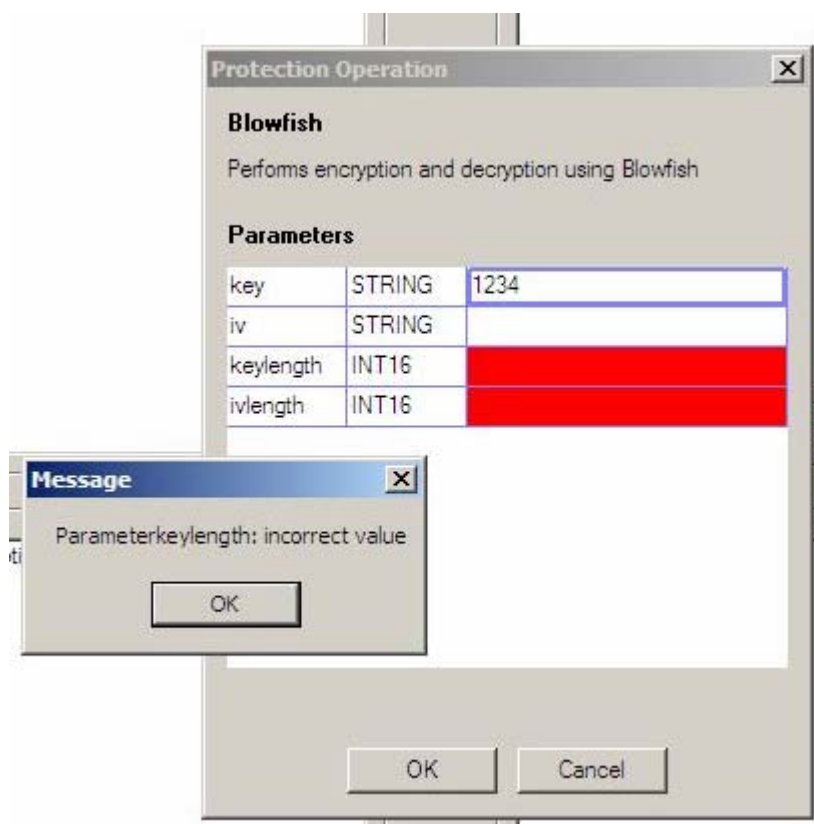 Protection Operation
Blowfish
Performs encryption and decryption using Blowfish
Parameters
key STRING 1234
iv STRING
keylength INT16
ivlength INT16
Message
Parameterkeylength: incorrect value
OK
OK Cancel